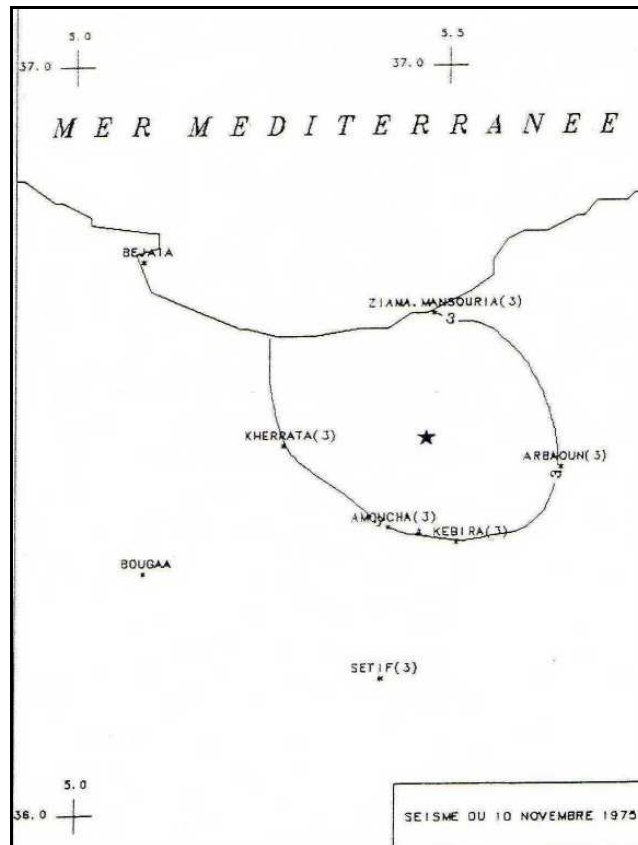 5.0 5.5
37.0 37.0
MER MEDITERRANEE
BEJAIA
ZIAMA.MANSOURIA(3)
3
KHERRATA(3)
ARBAOUN(3)
3
AMOUCHA(3)
A KEBIRA(3)
BOUGAA
SETIF(3)
5.0
36.0
SEISME DU 10 NOVEMBRE 1975